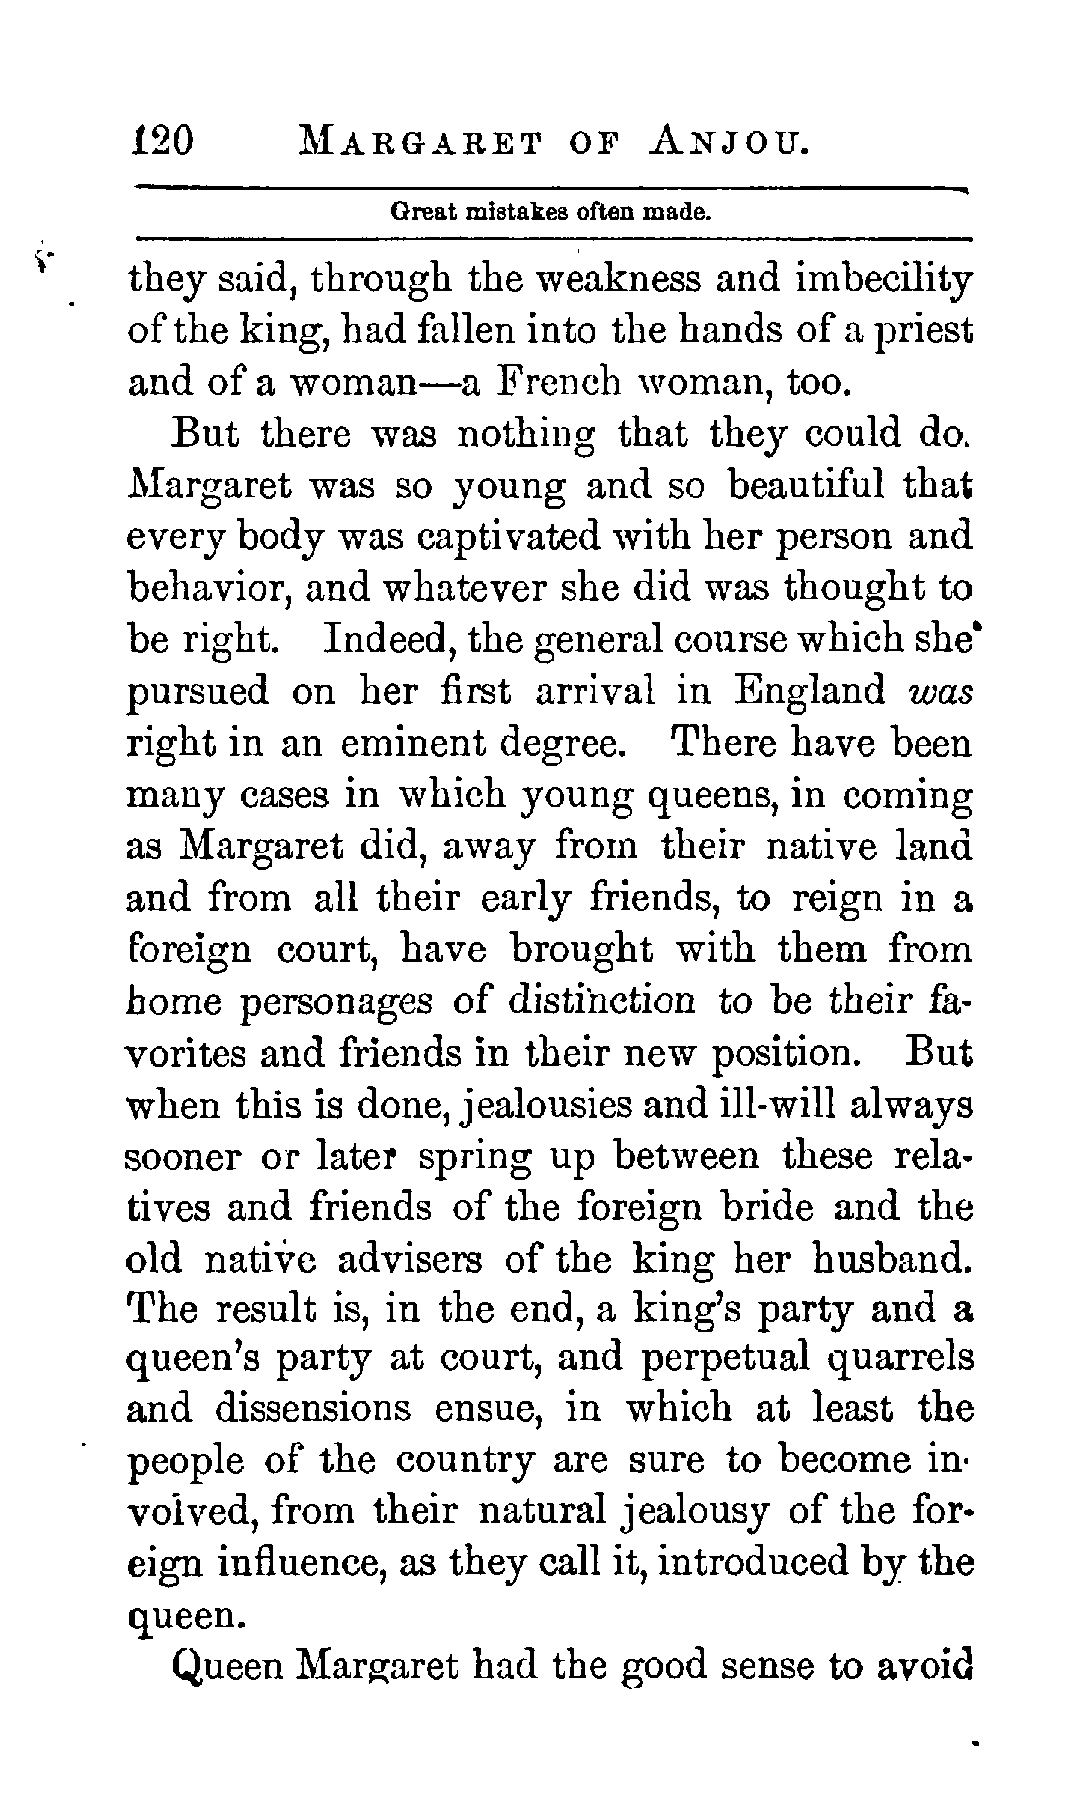 120 MARGARET OF ANJOU.
Great mistakes often made.
they said, through the weakness and imbecility
of the king, had fallen into the hands of a priest
and of a woman—a French woman, too.
But there was nothing that they could do.
Margaret was so young and so beautiful that
every body was captivated with her person and
behavior, and whatever she did was thought to
be right. Indeed, the general course which she
pursued on her first arrival in England was
right in an eminent degree. There have been
many cases in which young queens, in coming
as Margaret did, away from their native land
and from all their early friends, to reign in a
foreign court, have brought with them from
home personages of distinction to be their fa-
vorites and friends in their new position. But
when this is done, jealousies and ill-will always
sooner or later spring up between these rela-
tives and friends of the foreign bride and the
old native advisers of the king her husband.
The result is, in the end, a king's party and a
queen's party at court, and perpetual quarrels
and dissensions ensue, in which at least the
people of the country are sure to become in-
volved, from their natural jealousy of the for-
eign influence, as they call it, introduced by the
queen.
Queen Margaret had the good sense to avoid